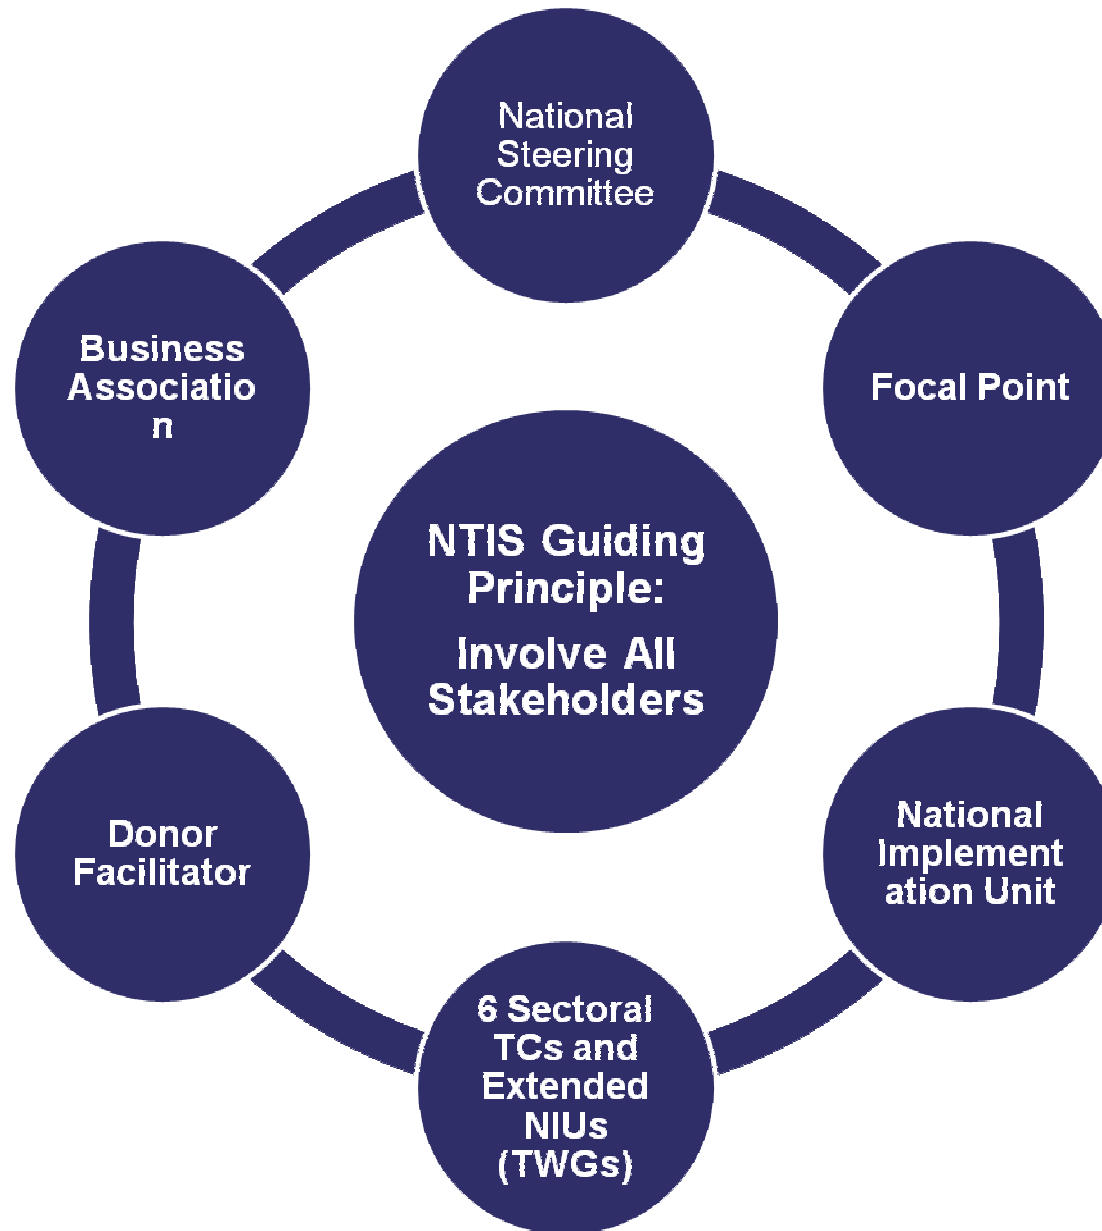 National
Steering
Committee
Focal Point
National
Implement
ation Unit
6 Sectoral
TCs and
Extended
NIUs
(TWGs)
Donor
Facilitator
Business
Associatio
n
NTIS Guiding
Principle:
Involve All
Stakeholders